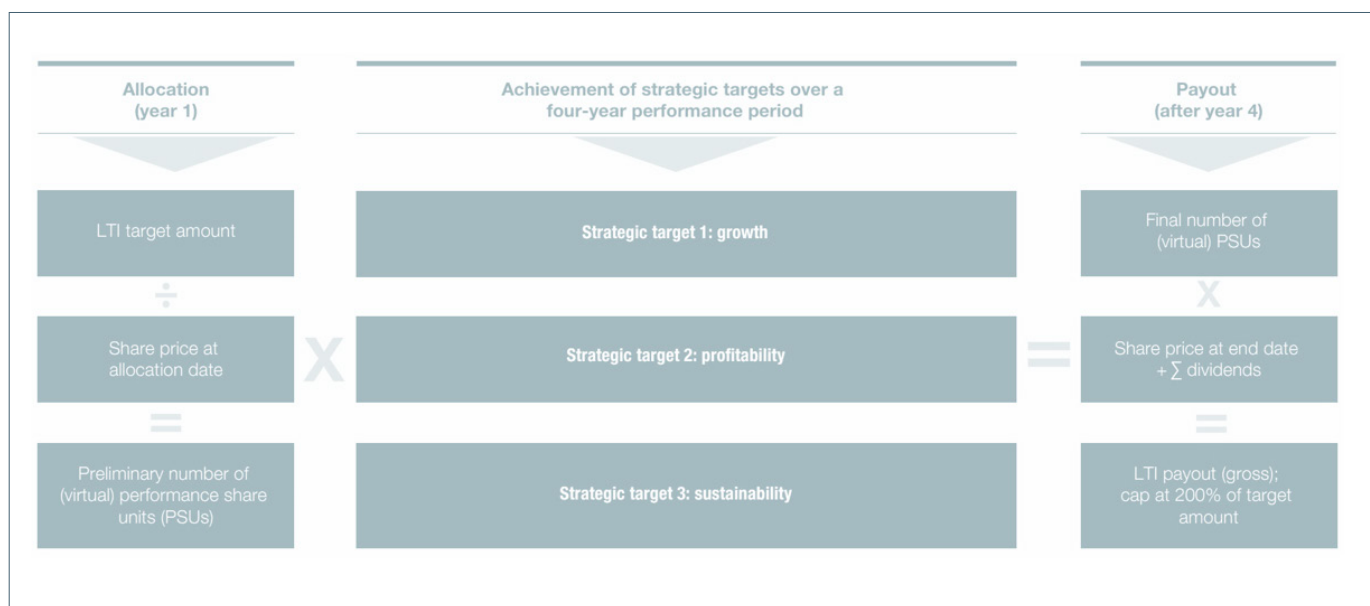 Allocation
(year 1)
Achievement of strategic targets over a
four-year performance period
Payout
(after year 4)
LTI target amount
÷
Share price at
allocation date
=
Preliminary number of
(virtual) performance share
units (PSUs)
X
Strategic target 1: growth
Strategic target 2: profitability
Strategic target 3: sustainability
=
Final number of
(virtual) PSUs
X
Share price at end date
+ ∑ dividends
=
LTI payout (gross);
cap at 200% of target
amount